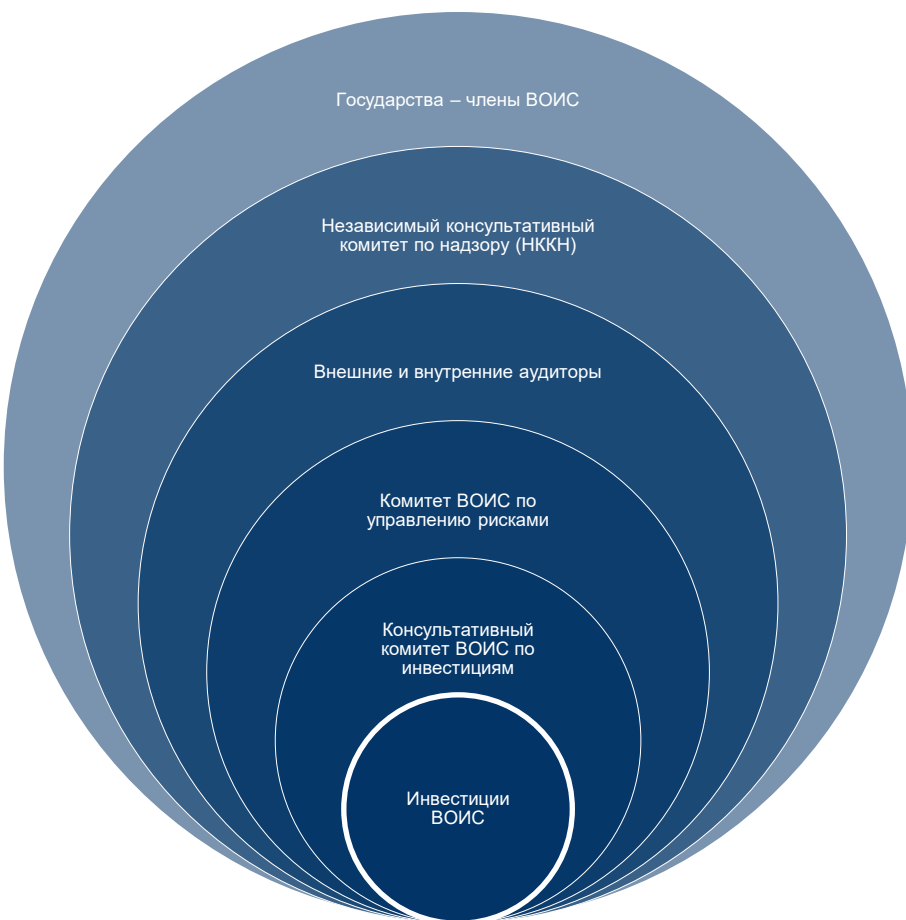 Государства – члены ВОИС
Независимый консультативный
комитет по надзору (НККН)
Внешние и внутренние аудиторы
Комитет ВОИС по
управлению рисками
Консультативный
комитет ВОИС по
инвестициям
Инвестиции
ВОИС